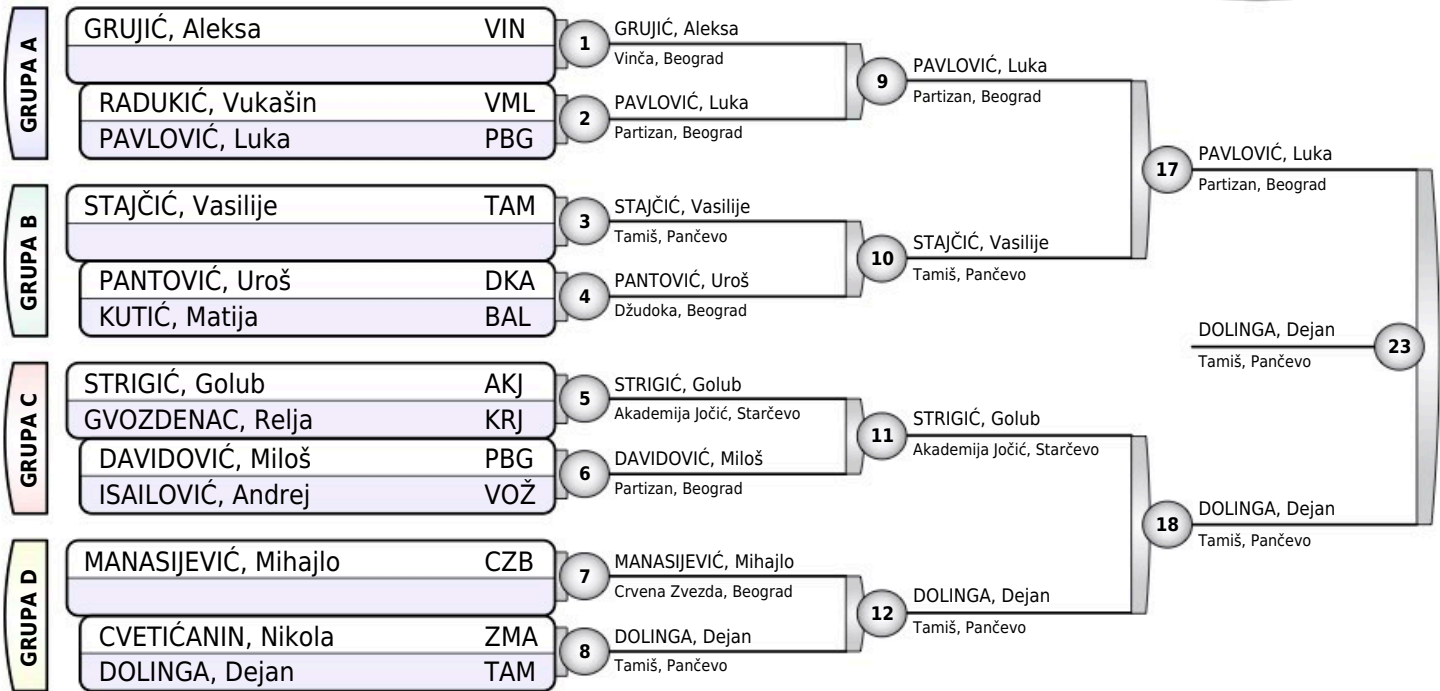 GRUPA A
GRUJIĆ, Aleksa VIN
RADUKIĆ, Vukašin VML
PAVLOVIĆ, Luka PBG
GRUPA B
STAJČIĆ, Vasilije TAM
PANTOVIĆ, Uroš DKA
KUTIĆ, Matija BAL
GRUPA C
STRIGIĆ, Golub AKJ
GVOZDENAC, Relja KRJ
DAVIDOVIĆ, Miloš PBG
ISAILOVIĆ, Andrej VOŽ
GRUPA D
MANASIJEVIĆ, Mihajlo CZB
CVETIĆANIN, Nikola ZMA
DOLINGA, Dejan TAM
1
GRUJIĆ, Aleksa
Vinča, Beograd
2
PAVLOVIĆ, Luka
Partizan, Beograd
3
STAJČIĆ, Vasilije
Tamiš, Pančevo
4
PANTOVIĆ, Uroš
Džudoka, Beograd
5
STRIGIĆ, Golub
Akademija Jočić, Starčevo
6
DAVIDOVIĆ, Miloš
Partizan, Beograd
7
MANASIJEVIĆ, Mihajlo
Crvena Zvezda, Beograd
8
DOLINGA, Dejan
Tamiš, Pančevo
9
PAVLOVIĆ, Luka
Partizan, Beograd
10
STAJČIĆ, Vasilije
Tamiš, Pančevo
11
STRIGIĆ, Golub
Akademija Jočić, Starčevo
12
DOLINGA, Dejan
Tamiš, Pančevo
17
PAVLOVIĆ, Luka
Partizan, Beograd
18
DOLINGA, Dejan
Tamiš, Pančevo
23
DOLINGA, Dejan
Tamiš, Pančevo